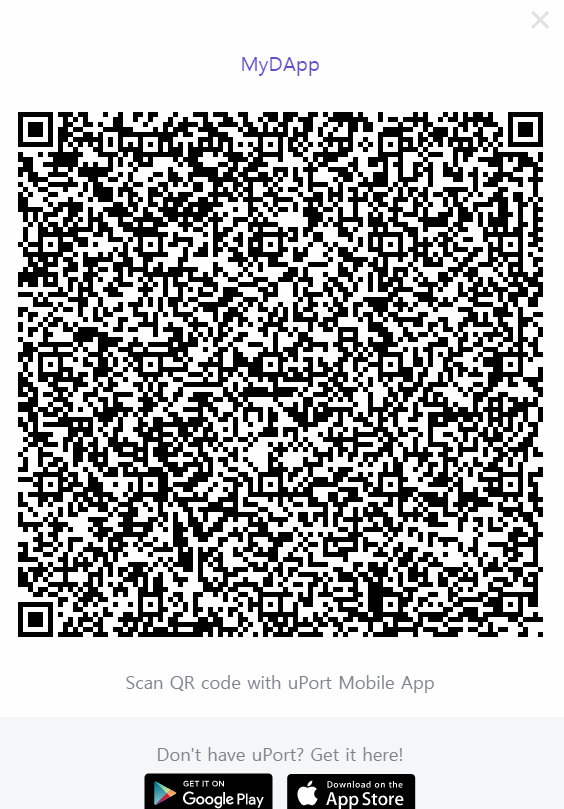 MyDApp
Scan QR code with uPort Mobile App
Don't have uPort? Get it here!
GET IT ON
Google Play
Download on the
App Store